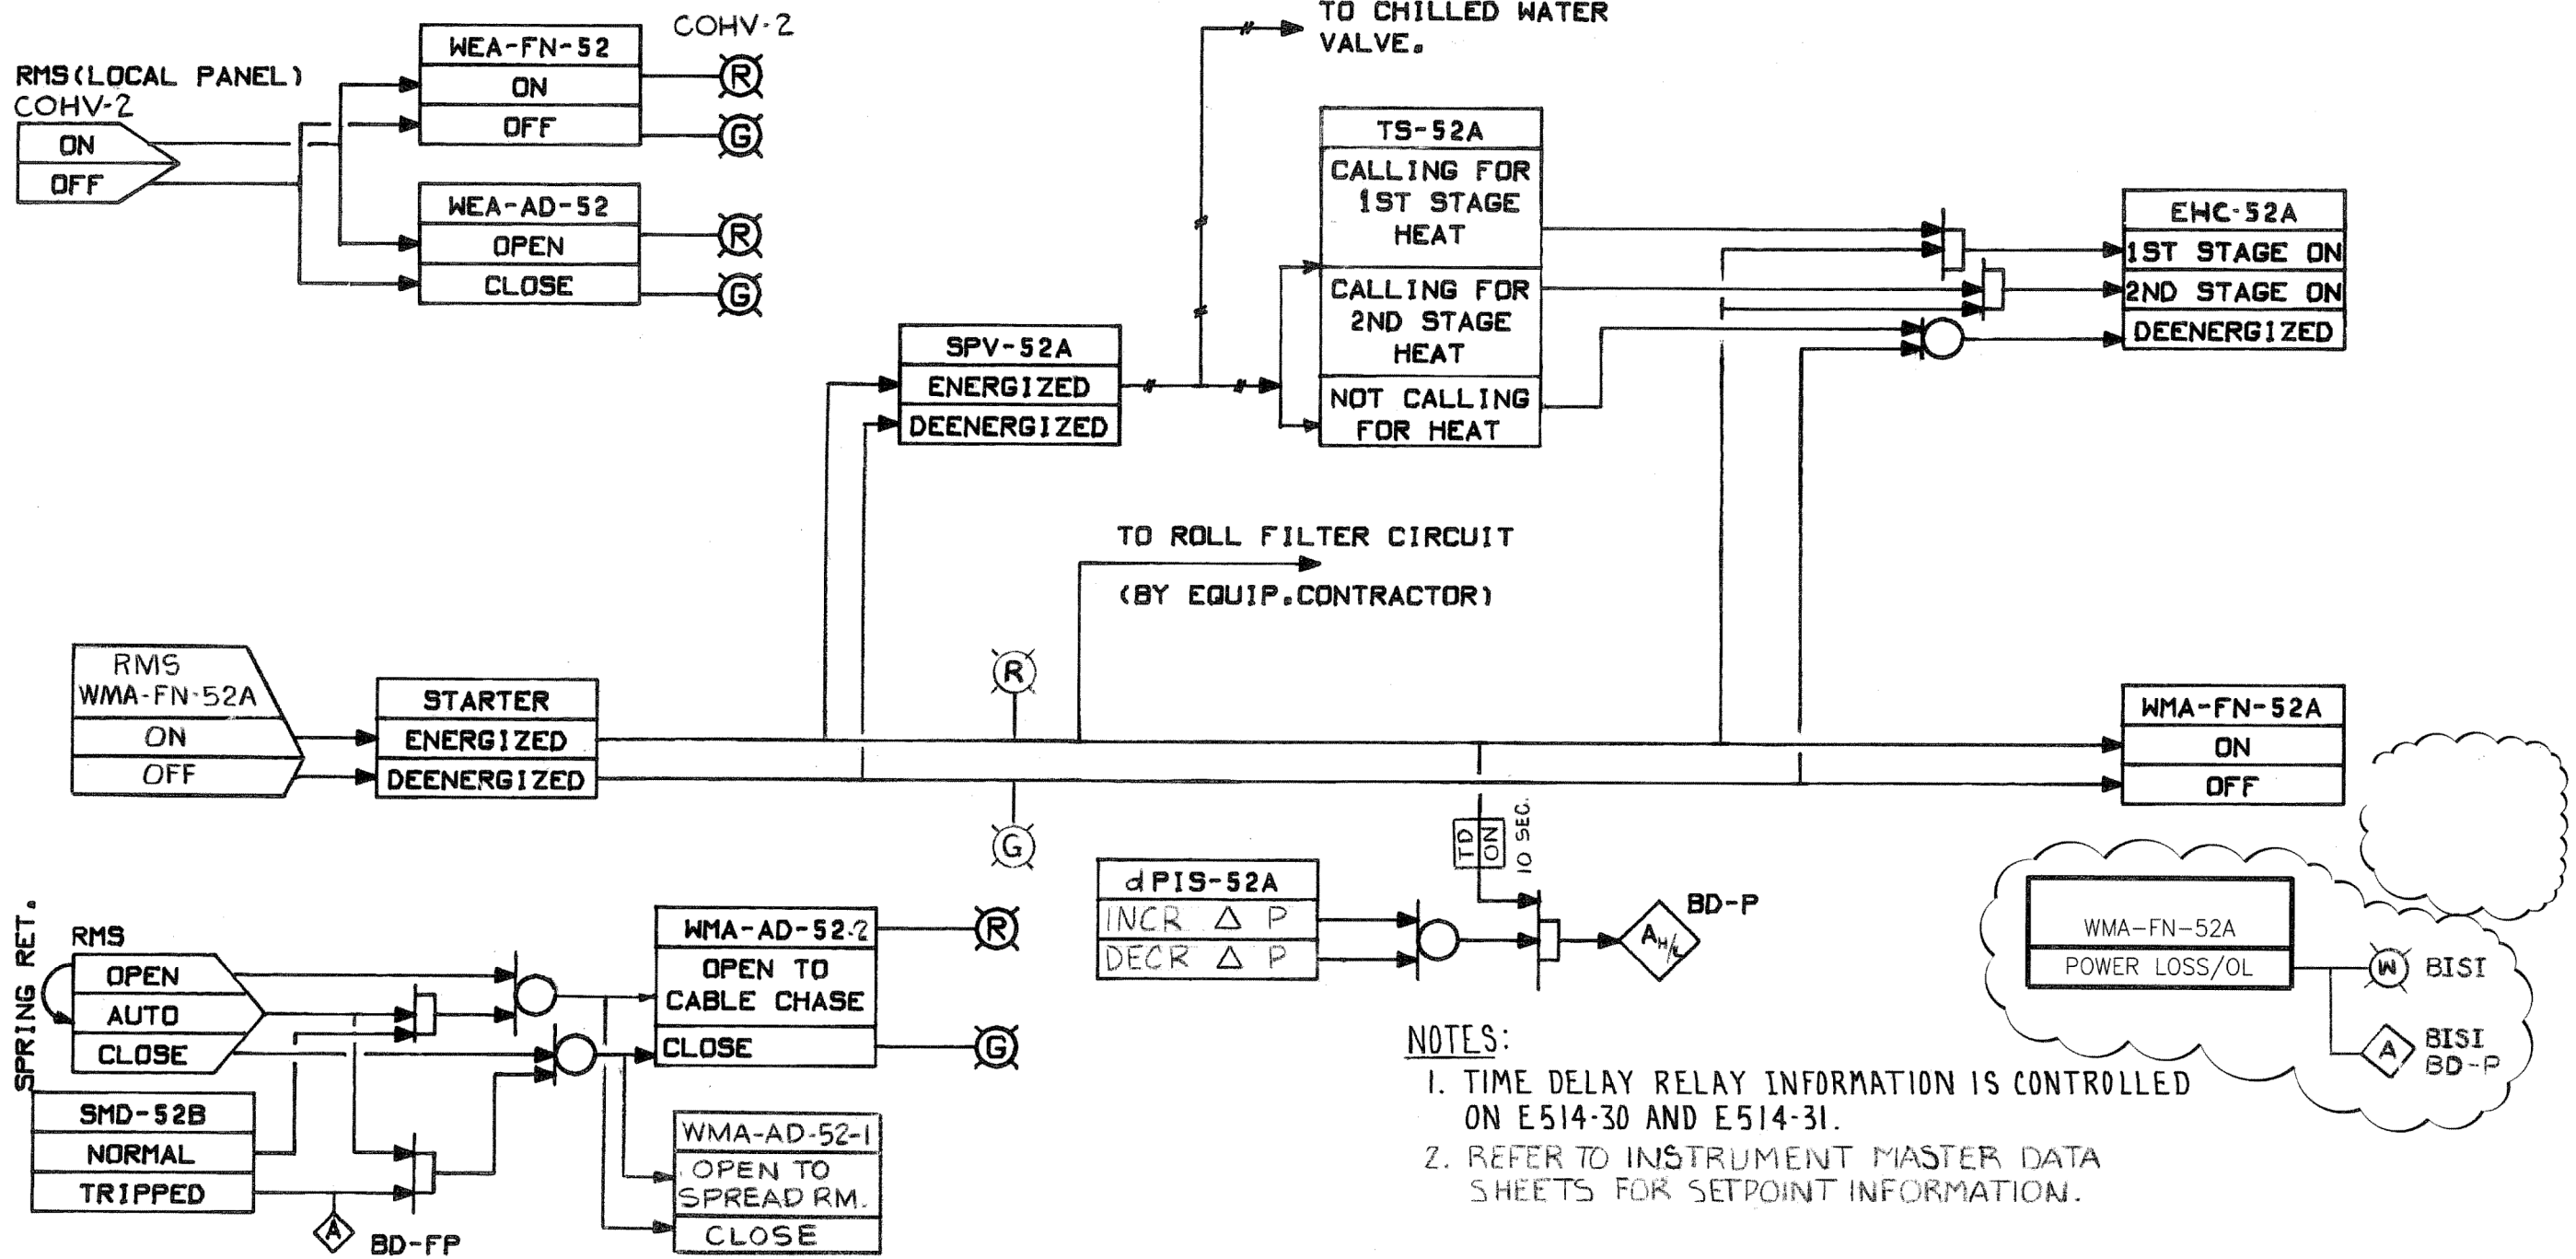 RMS(LOCAL PANEL)
COHV-2
ON
OFF
WEA-FN-52
ON
OFF
COHV-2
R
G
WEA-AD-52
OPEN
CLOSE
R
G
TO CHILLED WATER
VALVE.
SPV-52A
ENERGIZED
DEENERGIZED
TS-52A
CALLING FOR
1ST STAGE
HEAT
CALLING FOR
2ND STAGE
HEAT
NOT CALLING
FOR HEAT
EHC-52A
1ST STAGE ON
2ND STAGE ON
DEENERGIZED
TO ROLL FILTER CIRCUIT
(BY EQUIP.CONTRACTOR)
RMS
WMA-FN-52A
ON
OFF
STARTER
ENERGIZED
DEENERGIZED
R
G
WMA-FN-52A
ON
OFF
TD
ON
10 SEC.
dPIS-52A
INCR △ P
DECR △ P
AH/L
BD-P
WMA-FN-52A
POWER LOSS/OL
W
BISI
A
BISI
BD-P
SPRING RET.
RMS
OPEN
AUTO
CLOSE
SMD-52B
NORMAL
TRIPPED
A
BD-FP
WMA-AD-52-2
OPEN TO
CABLE CHASE
CLOSE
R
G
WMA-AD-52-1
OPEN TO
SPREAD RM.
CLOSE
NOTES:
1. TIME DELAY RELAY INFORMATION IS CONTROLLED
ON E514-30 AND E514-31.
2. REFER TO INSTRUMENT MASTER DATA
SHEETS FOR SETPOINT INFORMATION.